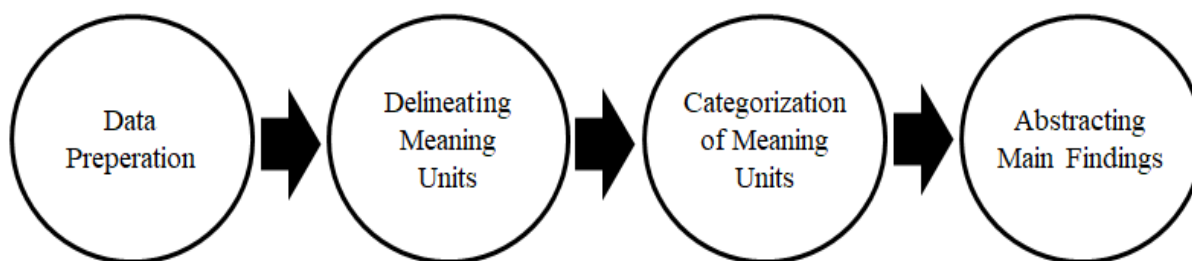 Data
Preperation
Delineating
Meaning
Units
Categorization
of Meaning
Units
Abstracting
Main Findings